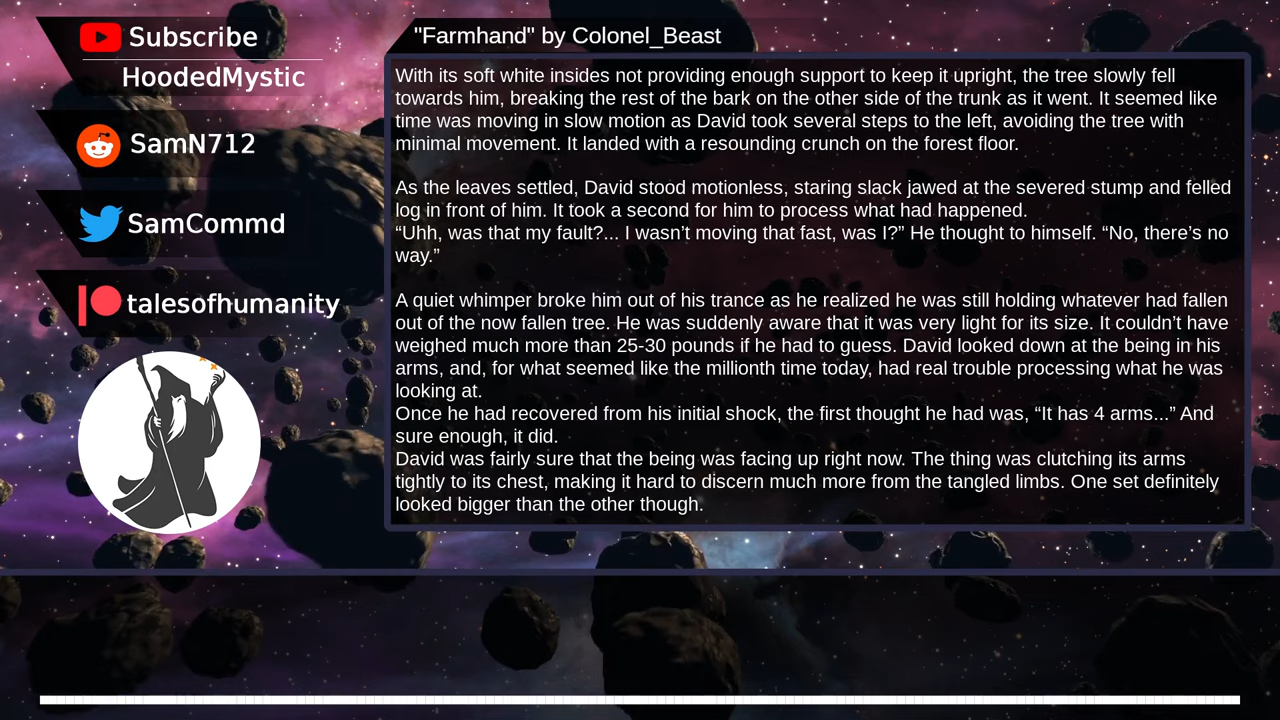 Subscribe
HoodedMystic
SamN712
SamCommd
talesofhumanity
"Farmhand" by Colonel_Beast
With its soft white insides not providing enough support to keep it upright, the tree slowly fell
towards him, breaking the rest of the bark on the other side of the trunk as it went. It seemed like
time was moving in slow motion as David took several steps to the left, avoiding the tree with
minimal movement. It landed with a resounding crunch on the forest floor.
As the leaves settled, David stood motionless, staring slack jawed at the severed stump and felled
log in front of him. It took a second for him to process what had happened.
“Uhh, was that my fault?... I wasn’t moving that fast, was I?” He thought to himself. “No, there’s no
way.”
A quiet whimper broke him out of his trance as he realized he was still holding whatever had fallen
out of the now fallen tree. He was suddenly aware that it was very light for its size. It couldn’t have
weighed much more than 25-30 pounds if he had to guess. David looked down at the being in his
arms, and, for what seemed like the millionth time today, had real trouble processing what he was
looking at.
Once he had recovered from his initial shock, the first thought he had was, “It has 4 arms...” And
sure enough, it did.
David was fairly sure that the being was facing up right now. The thing was clutching its arms
tightly to its chest, making it hard to discern much more from the tangled limbs. One set definitely
looked bigger than the other though.